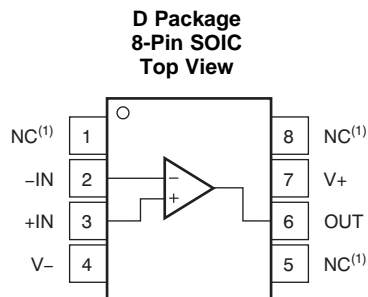 D Package
8-Pin SOIC
Top View
NC(1) 1 8 NC(1)
−IN 2 − 7 V+
+IN 3 + 6 OUT
V− 4 5 NC(1)